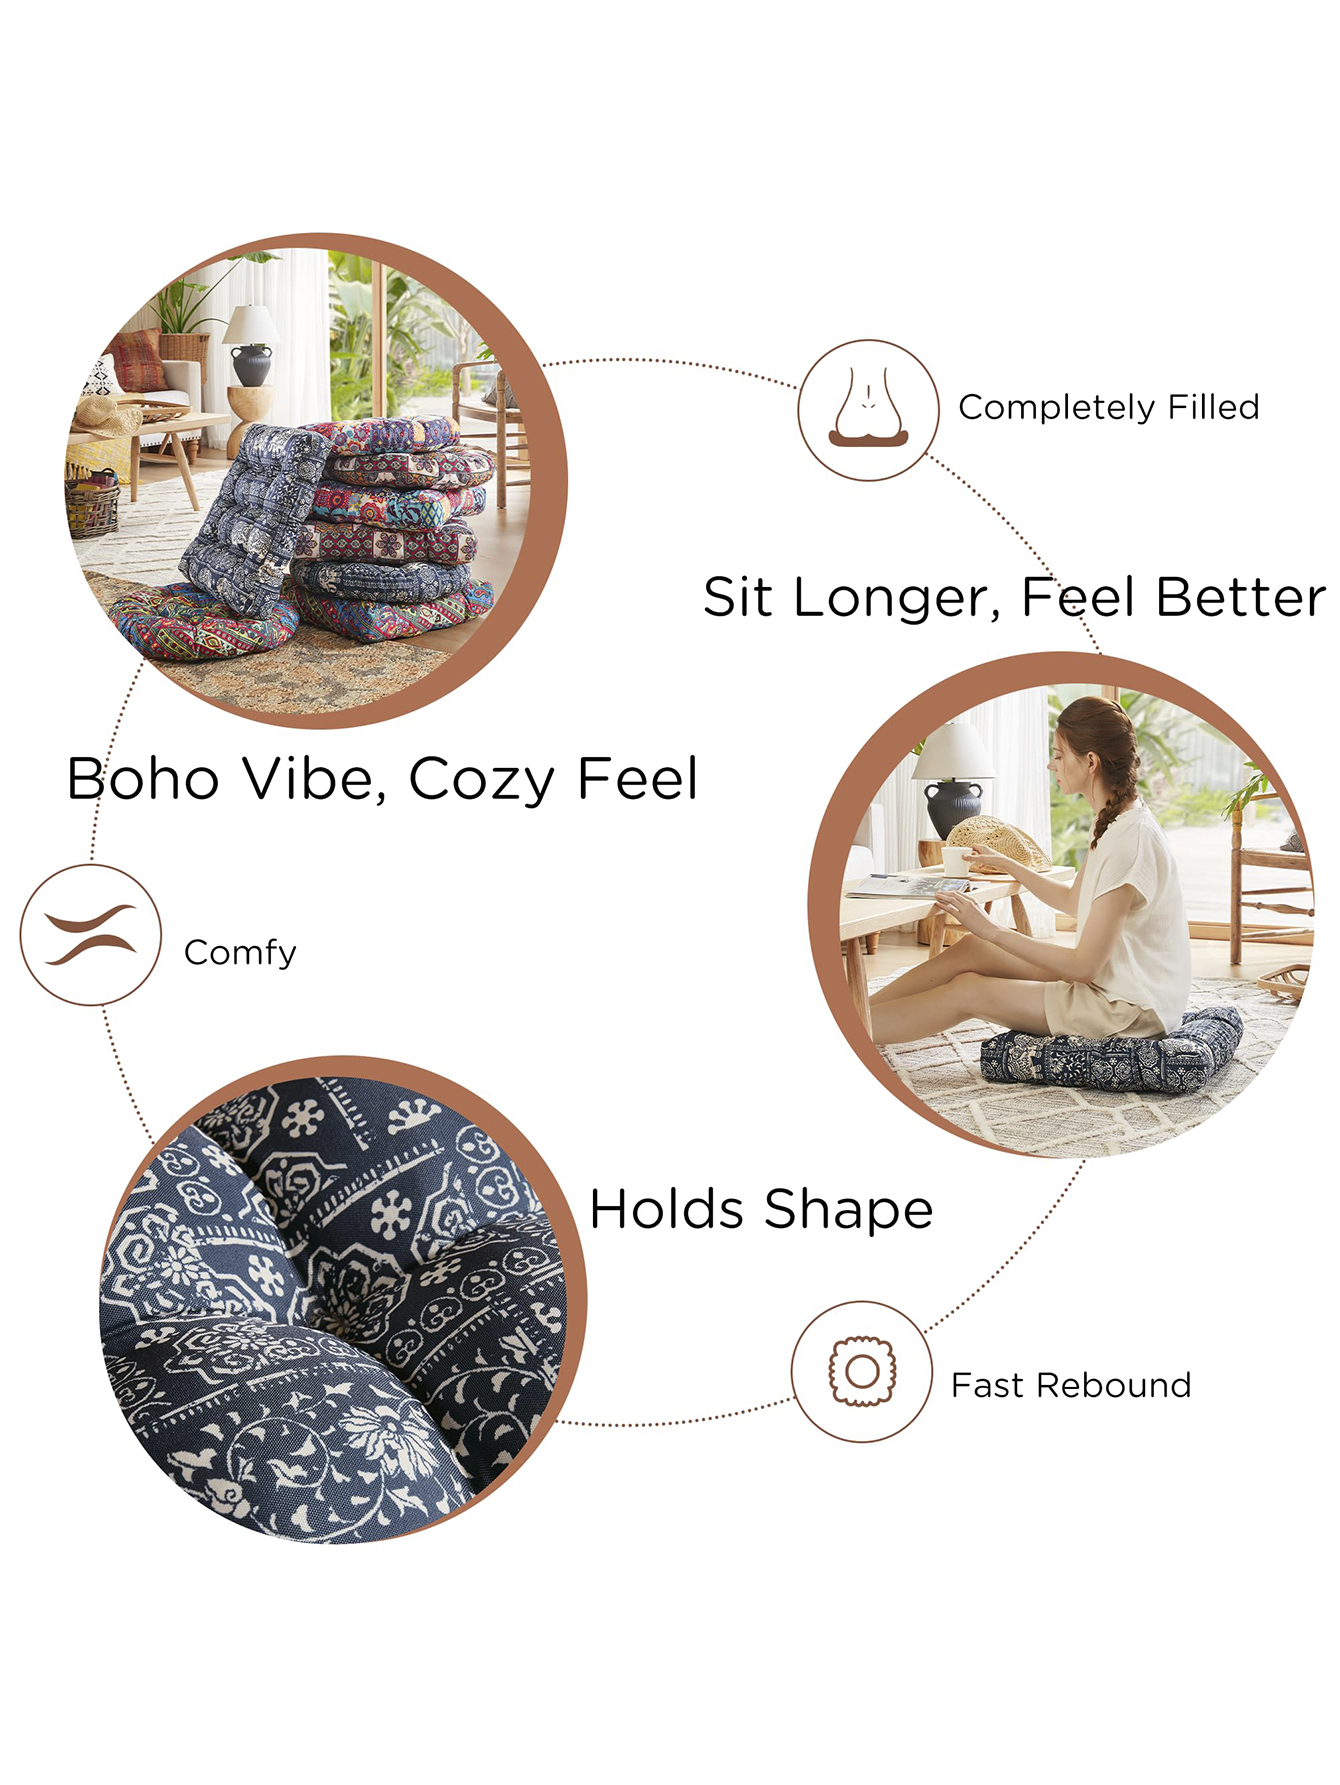 Completely Filled
Sit Longer, Feel Better
Boho Vibe, Cozy Feel
Comfy
Holds Shape
Fast Rebound